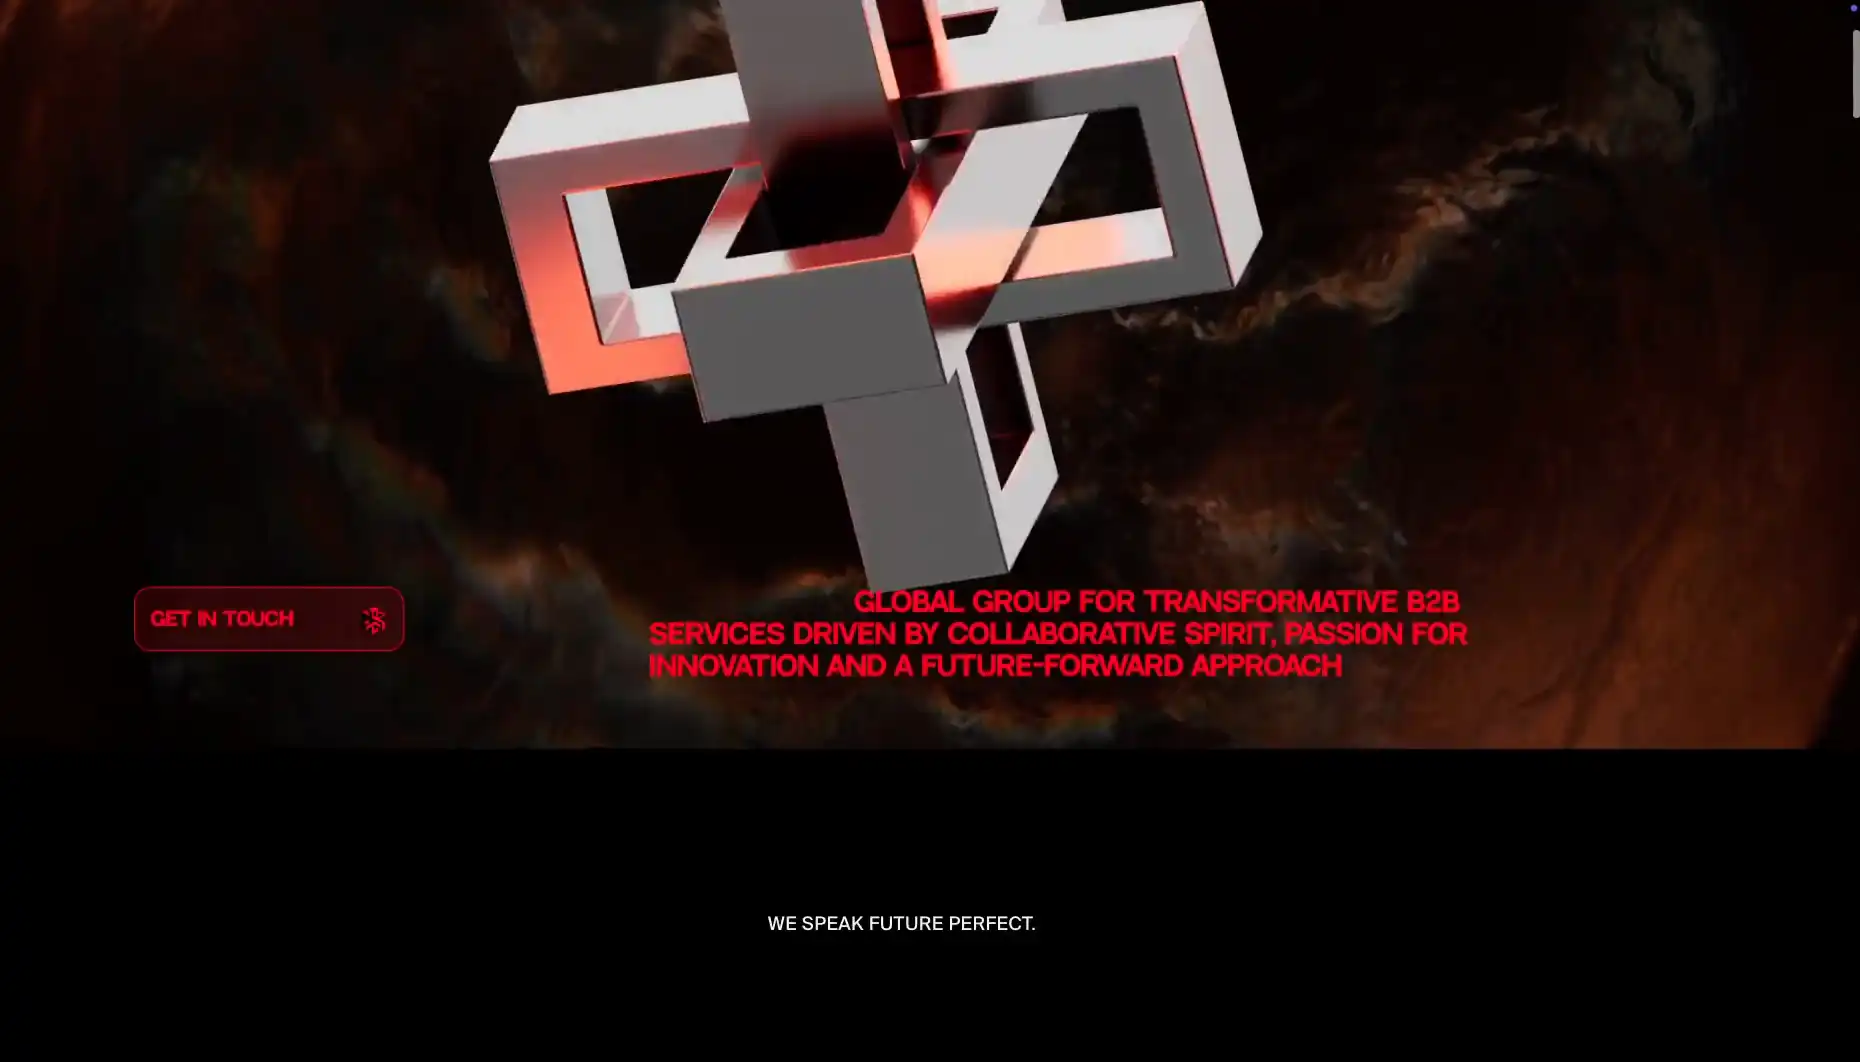 GET IN TOUCH
GLOBAL GROUP FOR TRANSFORMATIVE B2B
SERVICES DRIVEN BY COLLABORATIVE SPIRIT, PASSION FOR
INNOVATION AND A FUTURE-FORWARD APPROACH
WE SPEAK FUTURE PERFECT.